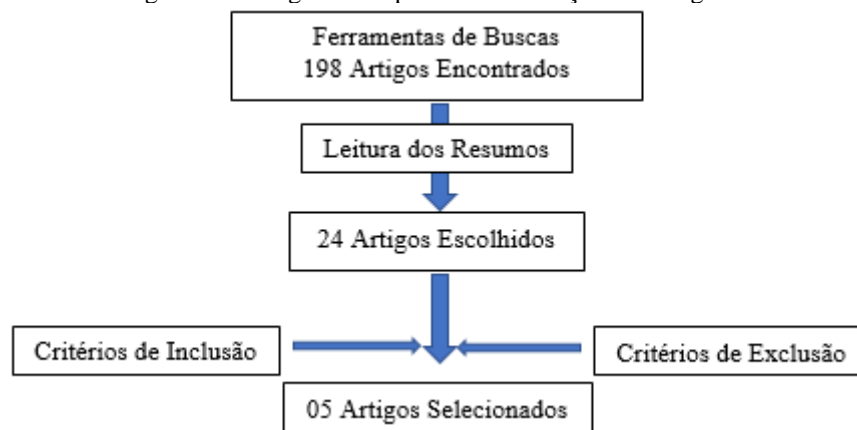 Ferramentas de Buscas
198 Artigos Encontrados
Leitura dos Resumos
24 Artigos Escolhidos
Critérios de Inclusão
Critérios de Exclusão
05 Artigos Selecionados